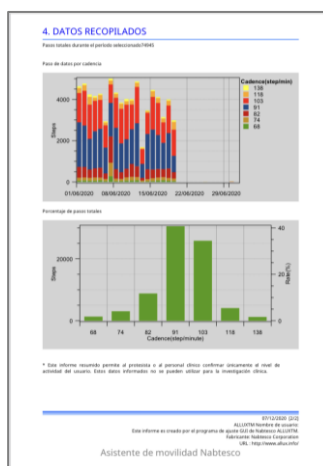 4. DATOS RECOPILADOS
Pasos totales durante el período seleccionado74945
Paso de datos por cadencia
Cadence(step/min)
136
118
103
91
82
74
68
4000
2000
0
Steps
01/06/2020 08/06/2020 15/06/2020 22/06/2020 29/06/2020
Porcentaje de pasos totales
40
20
0
Rate(%)
20000
0
Steps
68 74 82 91 103 118 136
Cadence(step/minute)
* Este informe resumido permite al protesista o al personal clínico confirmar únicamente el nivel de
actividad del usuario. Estos datos informados no se pueden utilizar para la investigación clínica.
07/12/2020 [2/2]
ALLUXTM Nombre de usuario:
Este informe es creado por el programa de ajuste GUI de Nabtesco ALLUXTM.
Fabricante: Nabtesco Corporation
URL : http://www.allux.info/
Asistente de movilidad Nabtesco